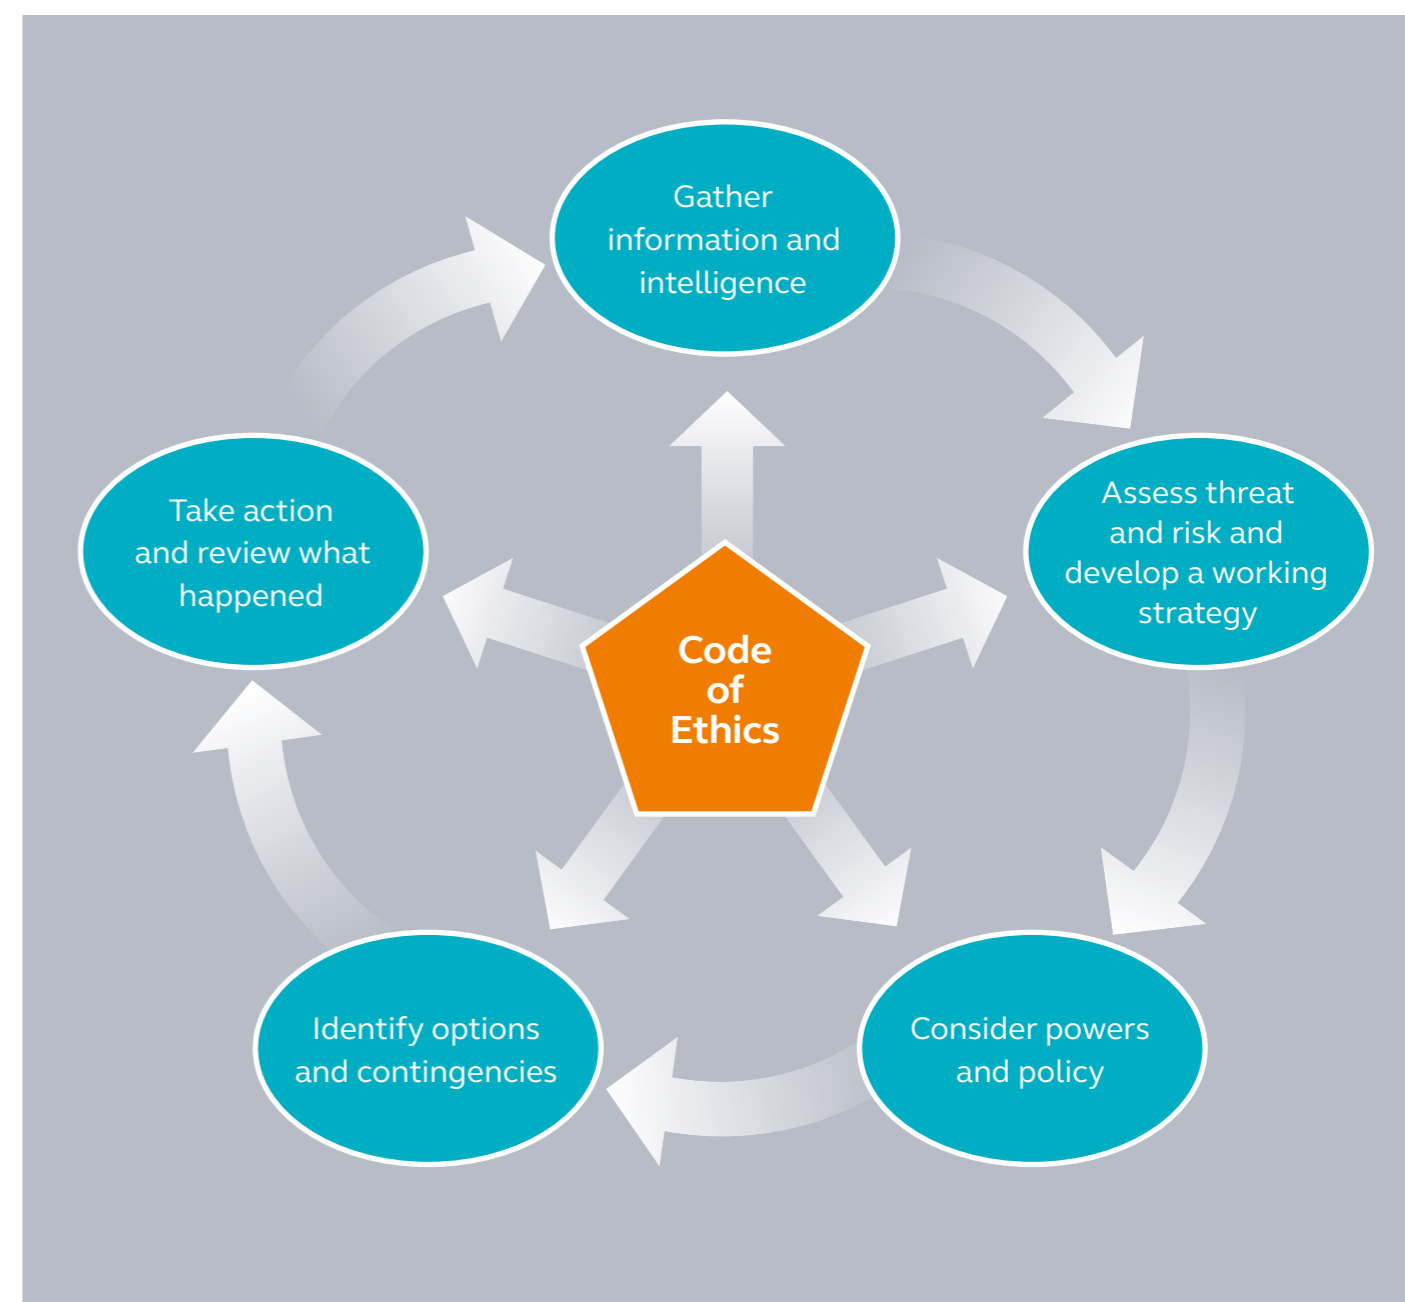 Gather
information and
intelligence
Assess threat
and risk and
develop a working
strategy
Consider powers
and policy
Identify options
and contingencies
Take action
and review what
happened
Code
of
Ethics